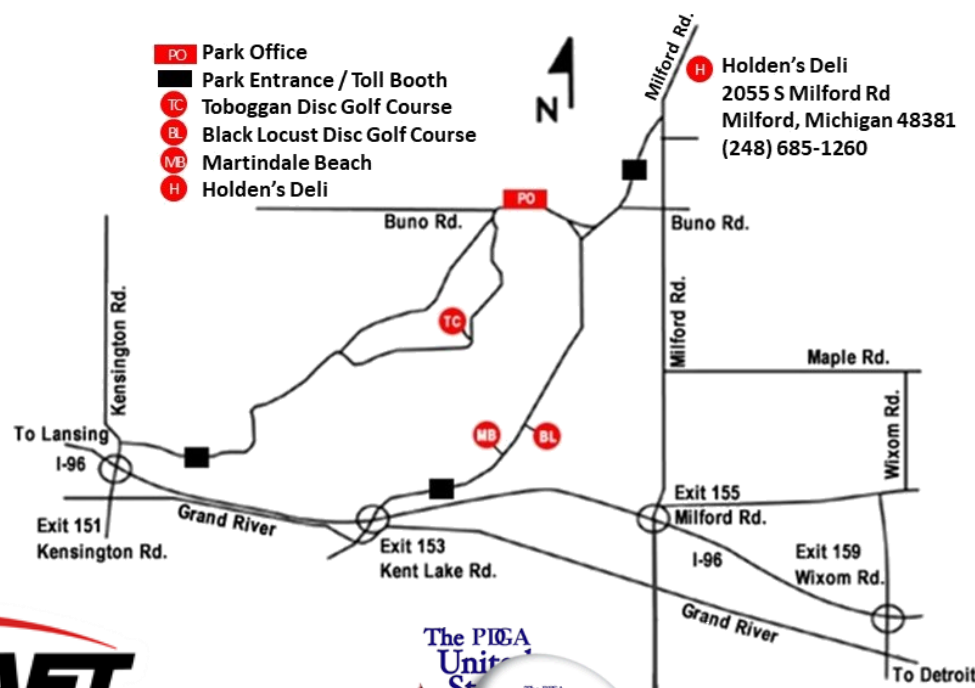 PO Park Office
Park Entrance / Toll Booth
TC Toboggan Disc Golf Course
BL Black Locust Disc Golf Course
MB Martindale Beach
H Holden's Deli
N
Milford Rd.
H Holden's Deli
2055 S Milford Rd
Milford, Michigan 48381
(248) 685-1260
PO
Buno Rd.
Buno Rd.
Kensington Rd.
TC
Milford Rd.
Maple Rd.
Wixom Rd.
MB
BL
To Lansing
I-96
Exit 151
Kensington Rd.
Grand River
Exit 153
Kent Lake Rd.
Exit 155
Milford Rd.
I-96
Exit 159
Wixom Rd.
Grand River
To Detroit
The PDGA